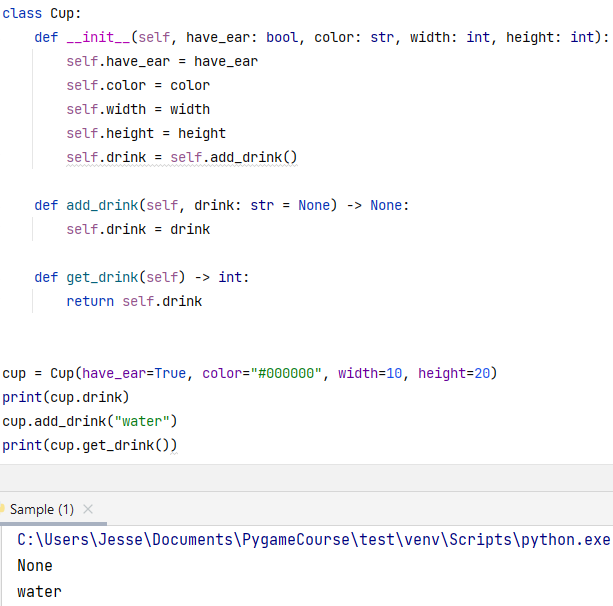 class Cup:
    def __init__(self, have_ear: bool, color: str, width: int, height: int):
        self.have_ear = have_ear
        self.color = color
        self.width = width
        self.height = height
        self.drink = self.add_drink()
    def add_drink(self, drink: str = None) -> None:
        self.drink = drink
    def get_drink(self) -> int:
        return self.drink
cup = Cup(have_ear=True, color="#000000", width=10, height=20)
print(cup.drink)
cup.add_drink("water")
print(cup.get_drink())
Sample (1) ×
C:\Users\Jesse\Documents\PygameCourse\test\venv\Scripts\python.exe
None
water